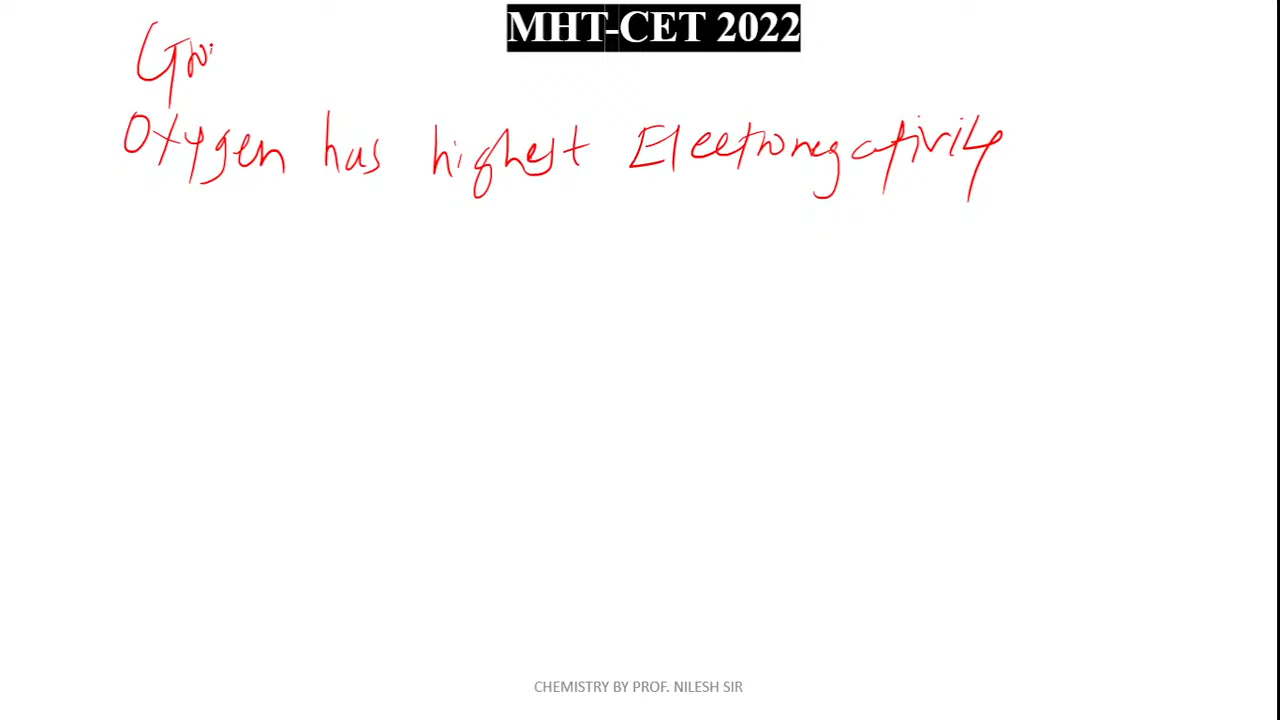 MHT-CET 2022
Oxygen has highest Electronegativity
CHEMISTRY BY PROF. NILESH SIR